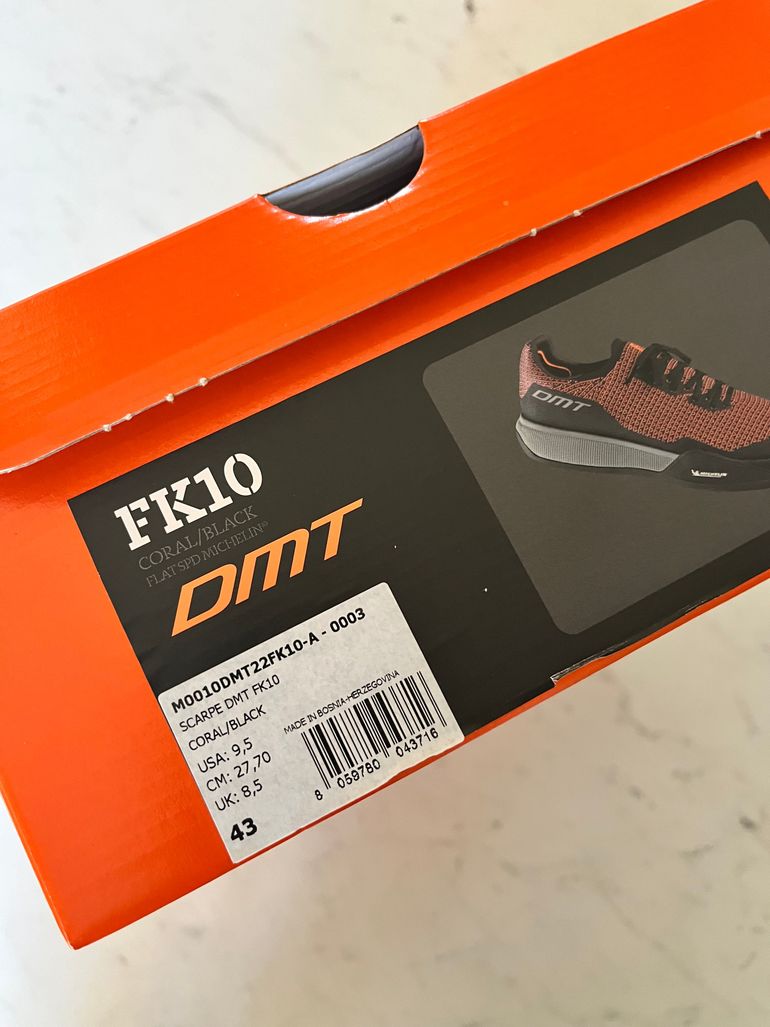 FK10
CORAL/BLACK
FLAT SPD MICHELIN®
DMT
DMT
MICHELIN
M0010DMT22FK10-A - 0003
SCARPE DMT FK10
CORAL/BLACK
MADE IN BOSNIA-HERZEGOVINA
USA: 9,5
CM: 27,70
UK: 8,5
43
8 059780 043716